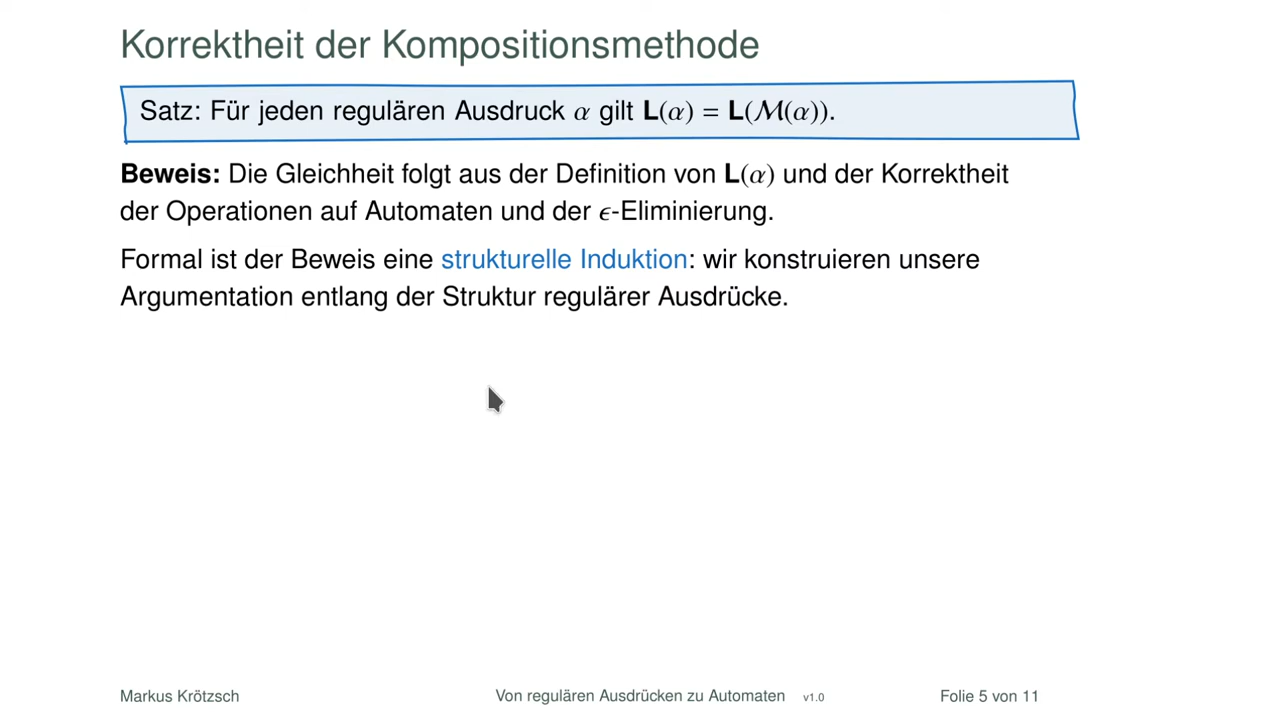 Korrektheit der Kompositionsmethode
Satz: Für jeden regulären Ausdruck α gilt L(α) = L(ℳ(α)).
Beweis: Die Gleichheit folgt aus der Definition von L(α) und der Korrektheit
der Operationen auf Automaten und der ϵ-Eliminierung.
Formal ist der Beweis eine strukturelle Induktion: wir konstruieren unsere
Argumentation entlang der Struktur regulärer Ausdrücke.
Markus Krötzsch
Von regulären Ausdrücken zu Automaten v1.0
Folie 5 von 11